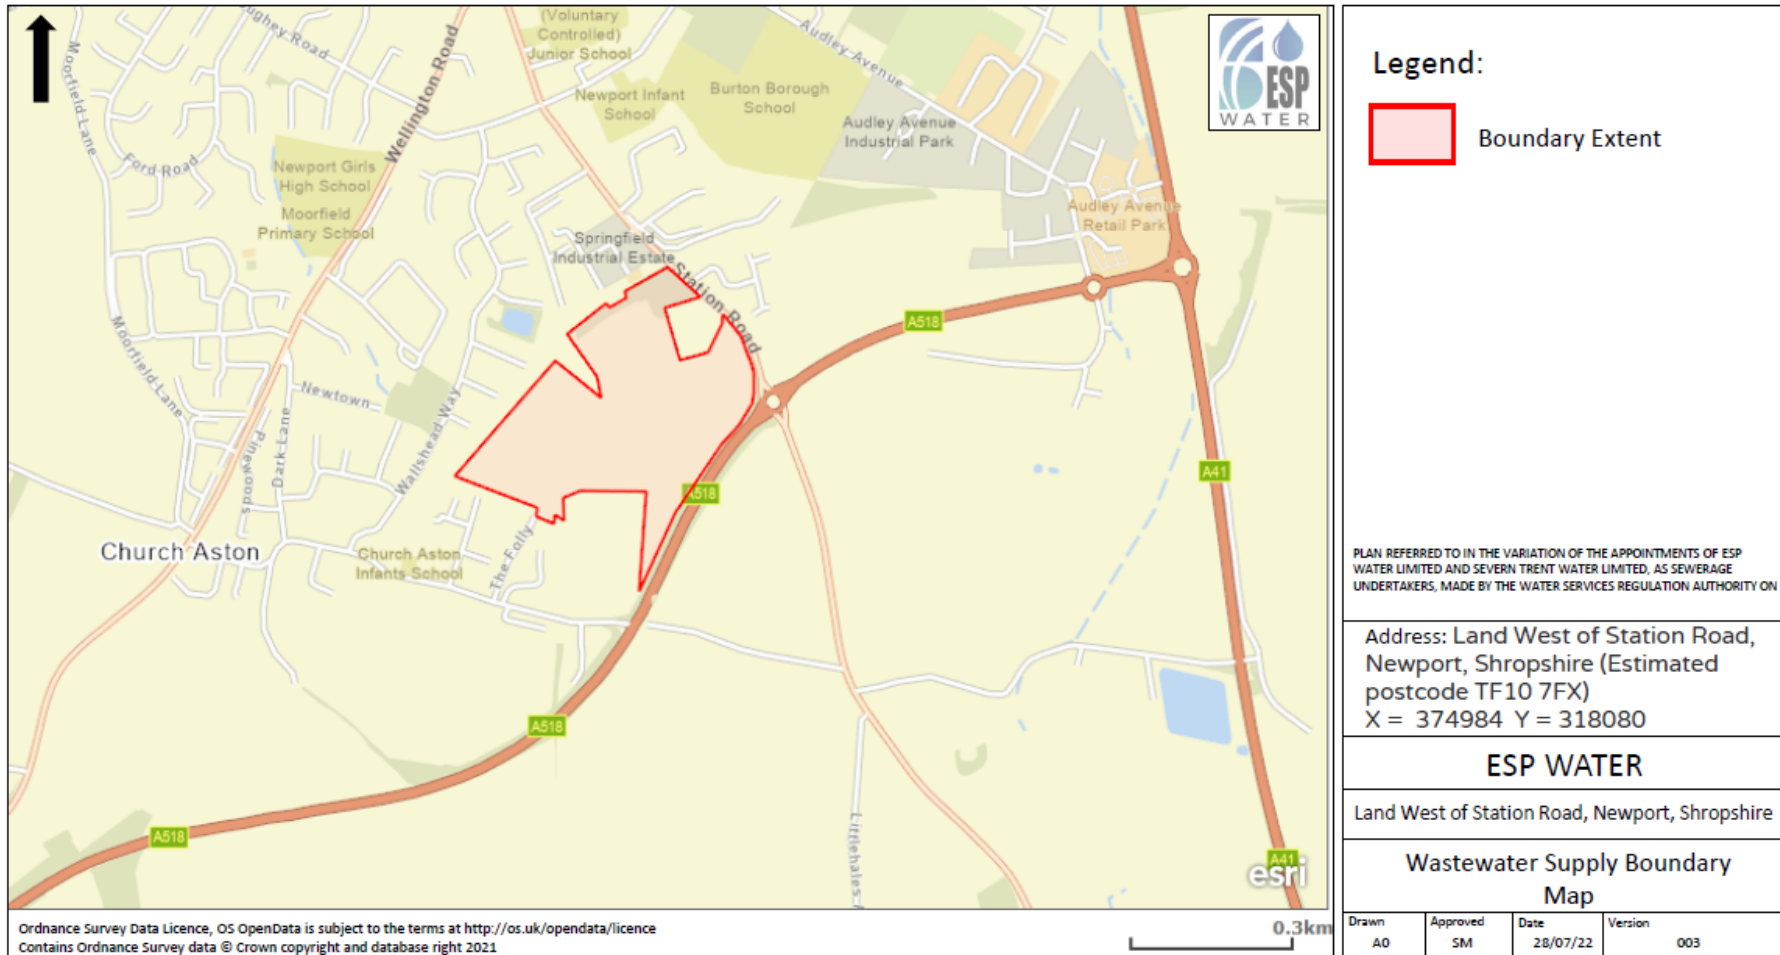 (Voluntary
Controlled)
Junior School
Audley Avenue
Moorfield Lane
Wellington Road
Newport Infant
School
Burton Borough
School
Audley Avenue
Industrial Park
ESP
WATER
Ford Road
Newport Girls
High School
Moorfield
Primary School
Audley Avenue
Retail Park
Springfield
Industrial Estate
Station Road
A518
Moorfield Lane
Newtown
Dark Lane
Pinewoods
Wallshead Way
A518
A41
Church Aston
Church Aston
Infants School
The Folly
A518
A518
A41
esri
Ordnance Survey Data Licence, OS OpenData is subject to the terms at http://os.uk/opendata/licence
Contains Ordnance Survey data © Crown copyright and database right 2021
0.3km
Legend:
Boundary Extent
PLAN REFERRED TO IN THE VARIATION OF THE APPOINTMENTS OF ESP
WATER LIMITED AND SEVERN TRENT WATER LIMITED, AS SEWERAGE
UNDERTAKERS, MADE BY THE WATER SERVICES REGULATION AUTHORITY ON
Address: Land West of Station Road,
Newport, Shropshire (Estimated
postcode TF10 7FX)
X = 374984 Y = 318080
ESP WATER
Land West of Station Road, Newport, Shropshire
Wastewater Supply Boundary
Map
Drawn Approved Date Version
AO SM 28/07/22 003